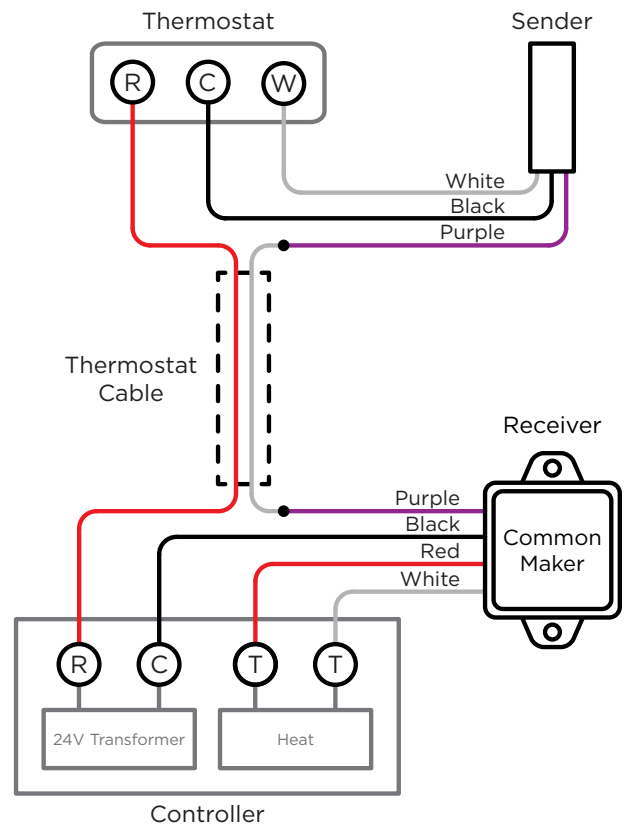 Thermostat
Sender
R
C
W
White
Black
Purple
Thermostat
Cable
Receiver
Purple
Black
Red
White
Common
Maker
R
C
T
T
24V Transformer
Heat
Controller